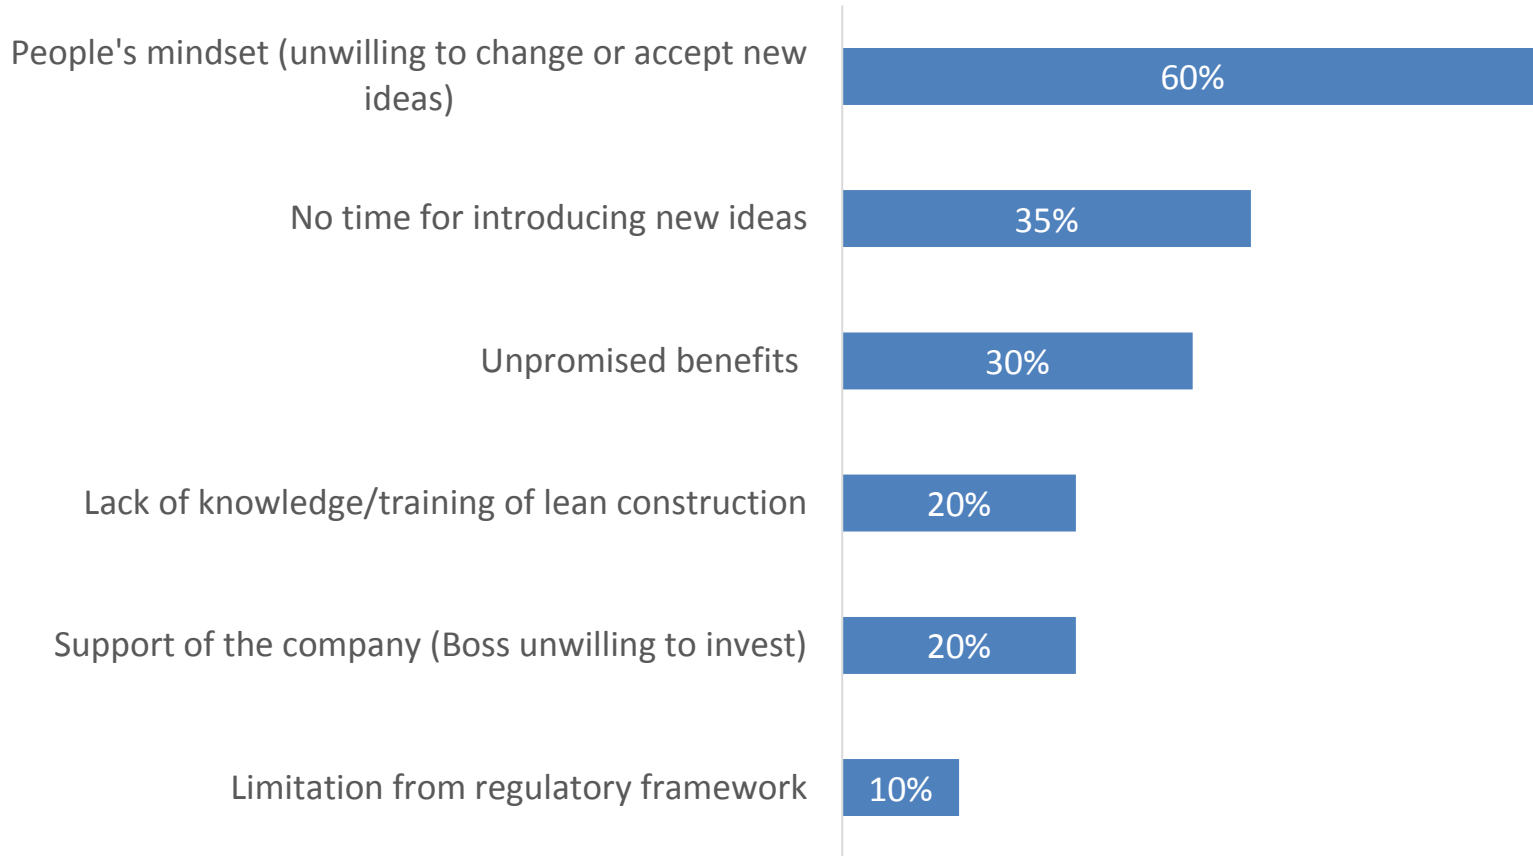 People's mindset (unwilling to change or accept new
ideas)
60%
No time for introducing new ideas
35%
Unpromised benefits
30%
Lack of knowledge/training of lean construction
20%
Support of the company (Boss unwilling to invest)
20%
Limitation from regulatory framework
10%